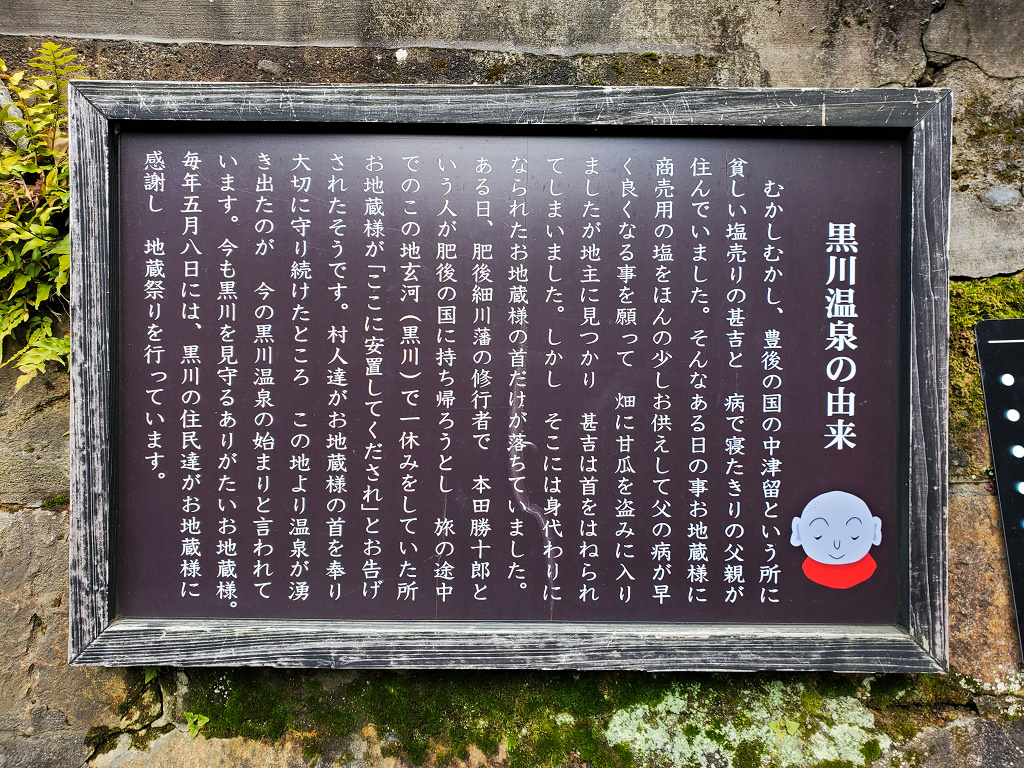 黒川温泉の由来
むかしむかし、豊後の国の中津留という所に
貧しい塩売りの甚吉と　病で寝たきりの父親が
住んでいました。そんなある日の事お地蔵様に
商売用の塩をほんの少しお供えして父の病が早
く良くなる事を願って　畑に甘瓜を盗みに入り
ましたが地主に見つかり　甚吉は首をはねられ
てしまいました。しかし　そこには身代わりに
なられたお地蔵様の首だけが落ちていました。
ある日、肥後細川藩の修行者で　本田勝十郎と
いう人が肥後の国に持ち帰ろうとし　旅の途中
でのこの地玄河（黒川）で一休みをしていた所
お地蔵様が「ここに安置してくだされ」とお告げ
されたそうです。村人達がお地蔵様の首を奉り
大切に守り続けたところ　この地より温泉が湧
き出たのが　今の黒川温泉の始まりと言われて
います。今も黒川を見守るありがたいお地蔵様。
毎年五月八日には、黒川の住民達がお地蔵様に
感謝し　地蔵祭りを行っています。